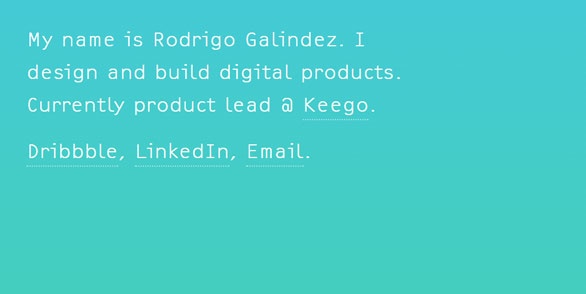 My name is Rodrigo Galindez. I
design and build digital products.
Currently product lead @ Keego.
Dribbble, LinkedIn, Email.